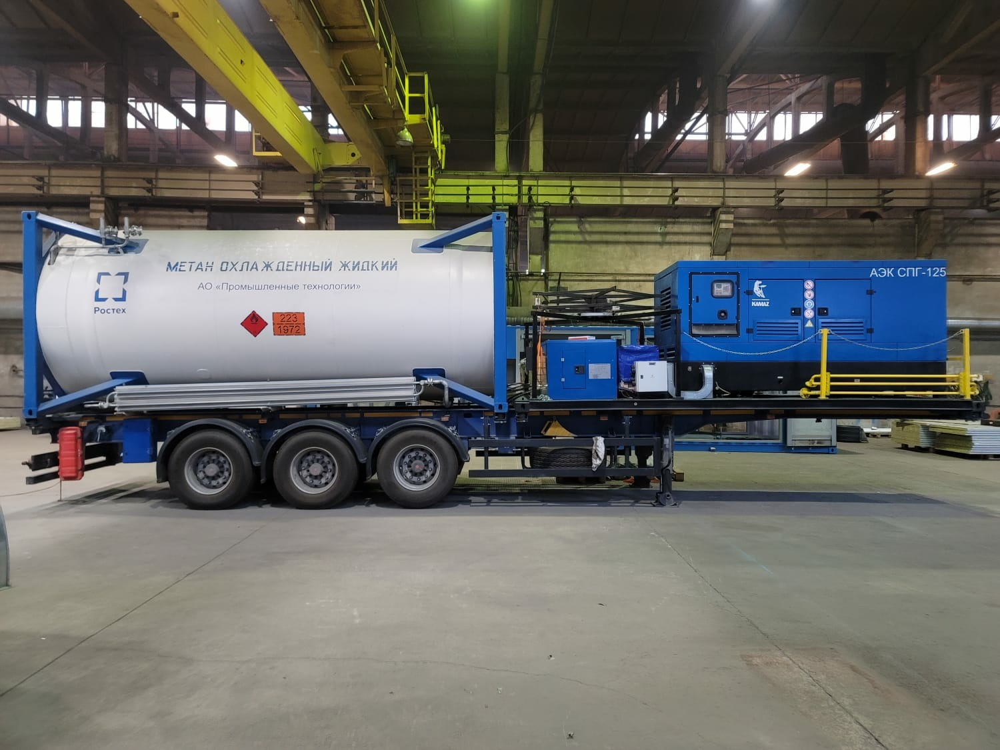 МЕТАН ОХЛАЖДЕННЫЙ ЖИДКИЙ
АО «Промышленные технологии»
Ростех
223
1972
АЭК СПГ-125
KAMAZ